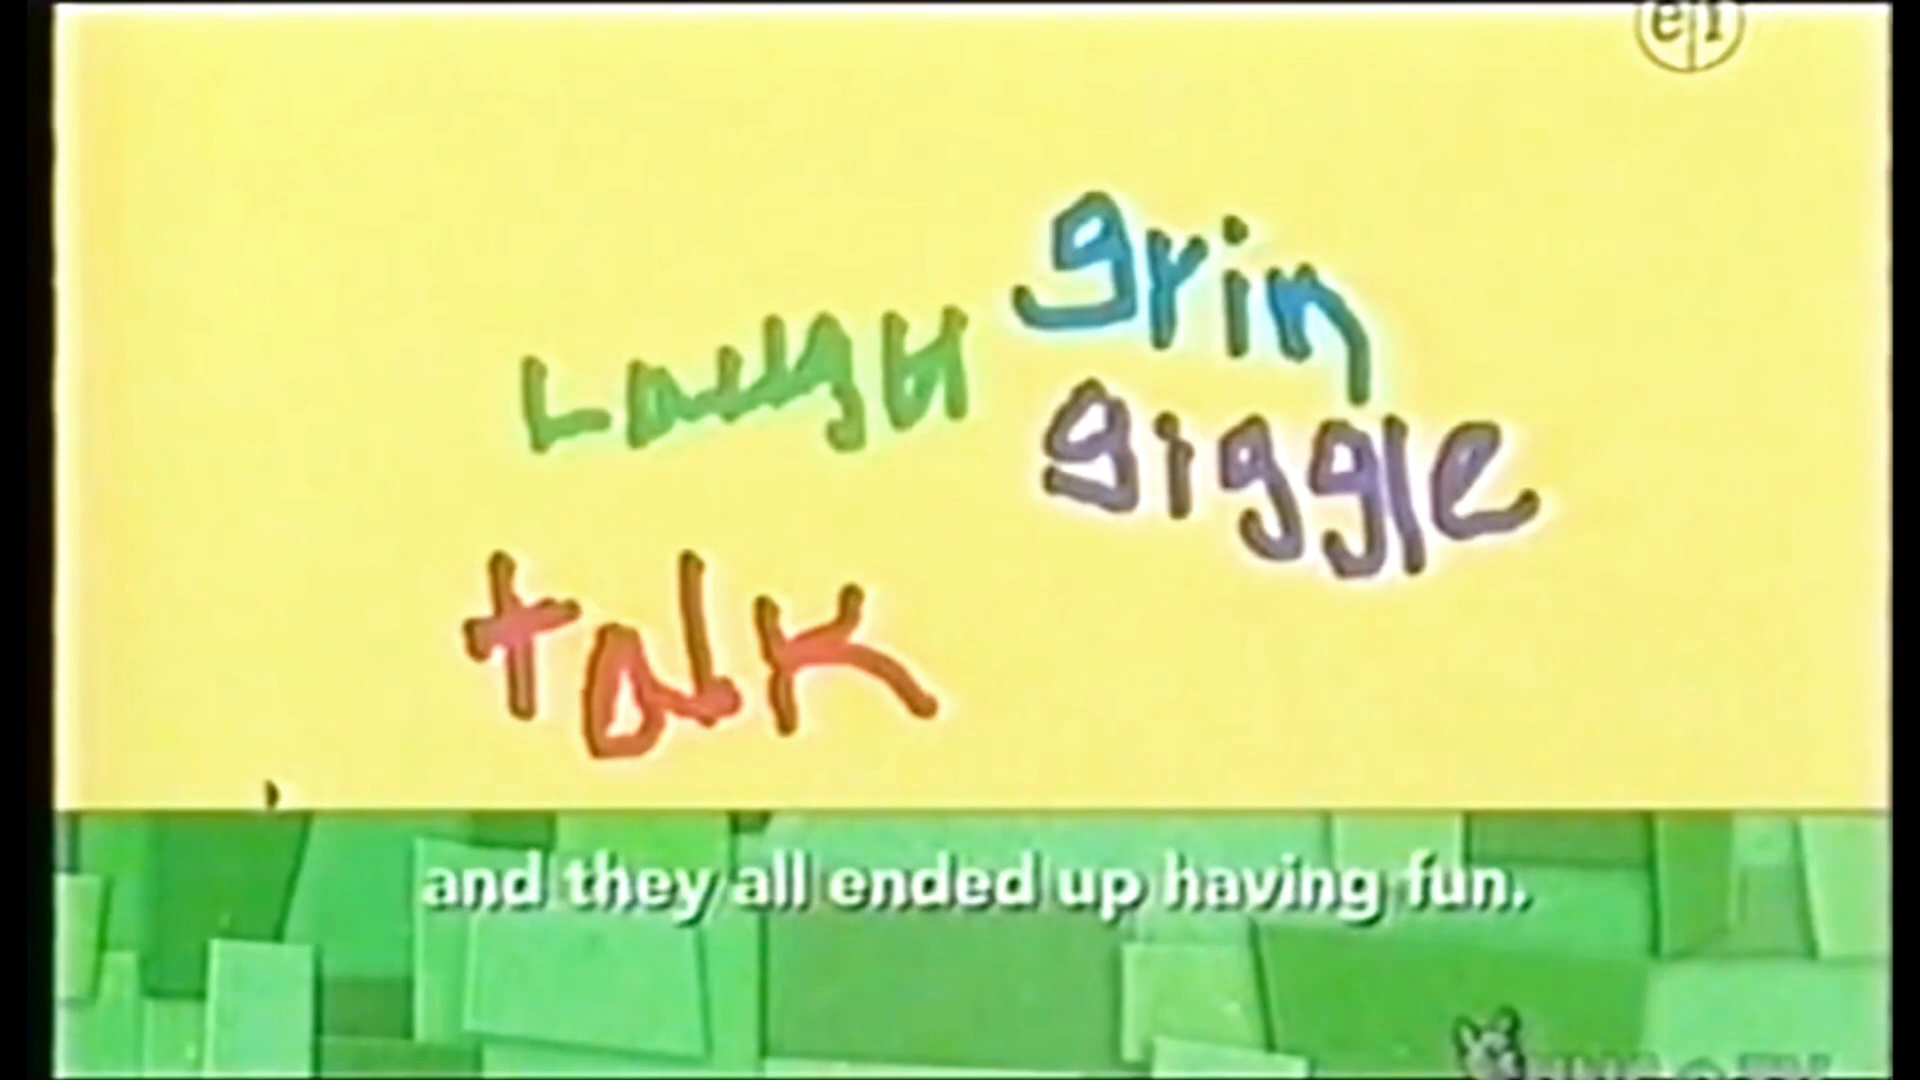 e/i
grin
Laugh
giggle
talk
and they all ended up having fun.